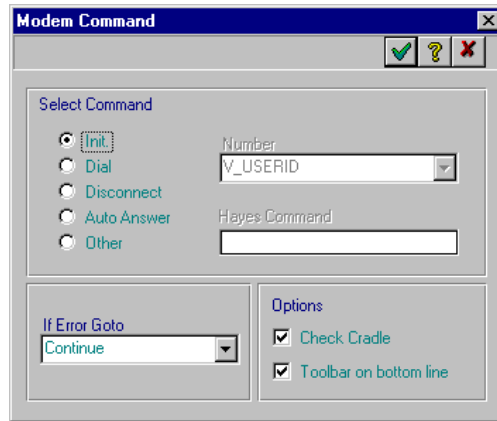 Modem Command
Select Command
Init.
Dial
Disconnect
Auto Answer
Other
Number
V_USERID
Hayes Command
If Error Goto
Continue
Options
Check Cradle
Toolbar on bottom line